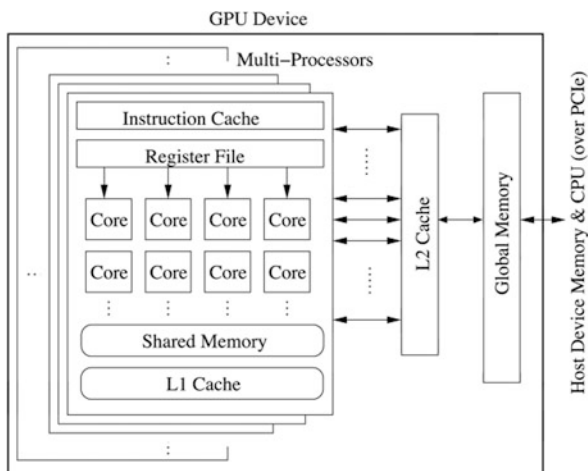 GPU Device
Multi-Processors
Instruction Cache
Register File
Core Core Core Core
Core Core Core Core
Shared Memory
L1 Cache
L2 Cache
Global Memory
Host Device Memory & CPU (over PCIe)